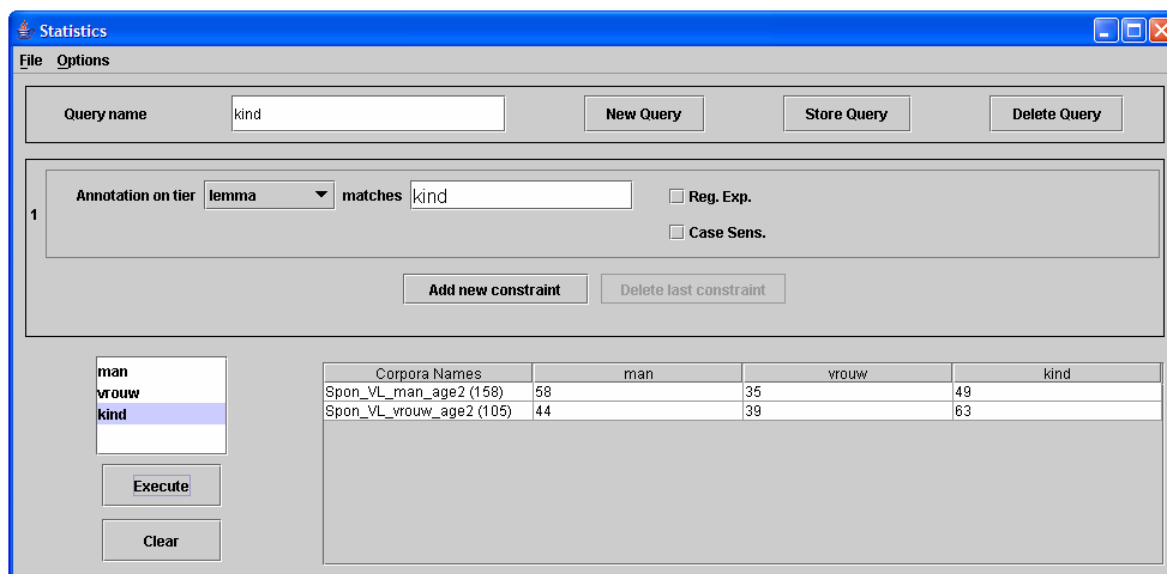 Statistics
File Options
Query name kind New Query Store Query Delete Query
1
Annotation on tier lemma matches kind Reg. Exp.
Case Sens.
Add new constraint Delete last constraint
man
vrouw
kind
Execute
Clear
Corpora Names man vrouw kind
Spon_VL_man_age2 (158) 58 35 49
Spon_VL_vrouw_age2 (105) 44 39 63